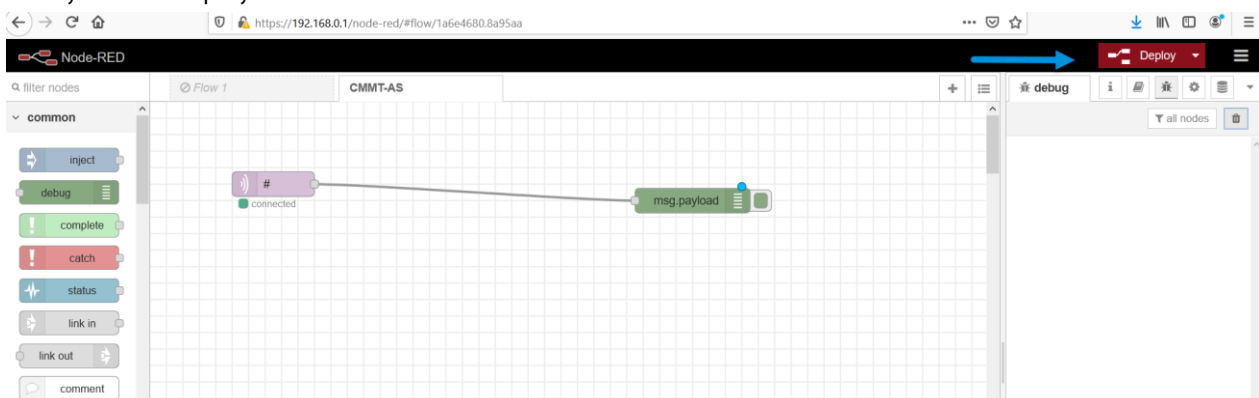 https://192.168.0.1/node-red/#flow/1a6e4680.8a95aa
Node-RED
Deploy
filter nodes
Flow 1
CMMT-AS
debug
i
common
all nodes
inject
#
debug
msg.payload
connected
complete
catch
status
link in
link out
comment